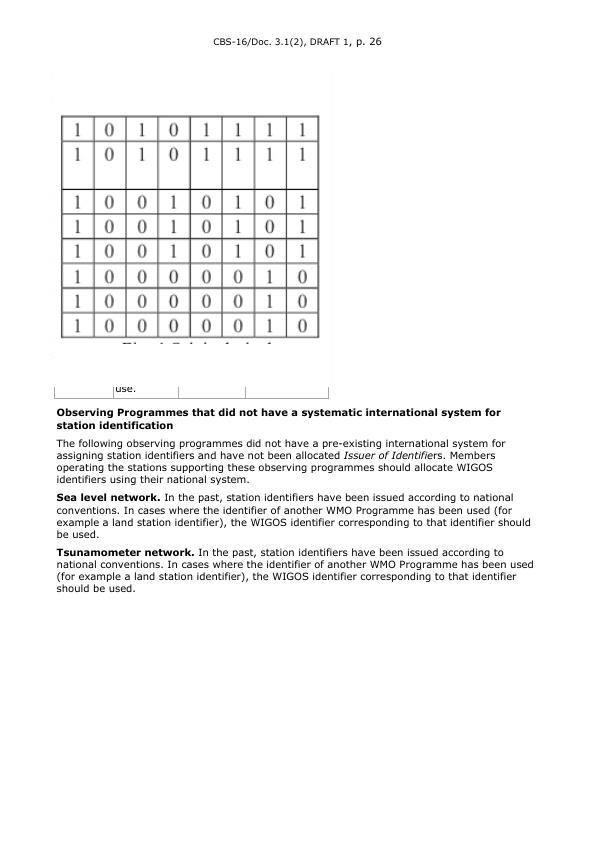 CBS-16/Doc. 3.1(2), DRAFT 1, p. 26
1 0 1 0 1 1 1 1
1 0 1 0 1 1 1 1
1 0 0 1 0 1 0 1
1 0 0 1 0 1 0 1
1 0 0 1 0 1 0 1
1 0 0 0 0 0 1 0
1 0 0 0 0 0 1 0
1 0 0 0 0 0 1 0
use.
Observing Programmes that did not have a systematic international system for
station identification
The following observing programmes did not have a pre-existing international system for
assigning station identifiers and have not been allocated Issuer of Identifiers. Members
operating the stations supporting these observing programmes should allocate WIGOS
identifiers using their national system.
Sea level network. In the past, station identifiers have been issued according to national
conventions. In cases where the identifier of another WMO Programme has been used (for
example a land station identifier), the WIGOS identifier corresponding to that identifier should
be used.
Tsunamometer network. In the past, station identifiers have been issued according to
national conventions. In cases where the identifier of another WMO Programme has been used
(for example a land station identifier), the WIGOS identifier corresponding to that identifier
should be used.